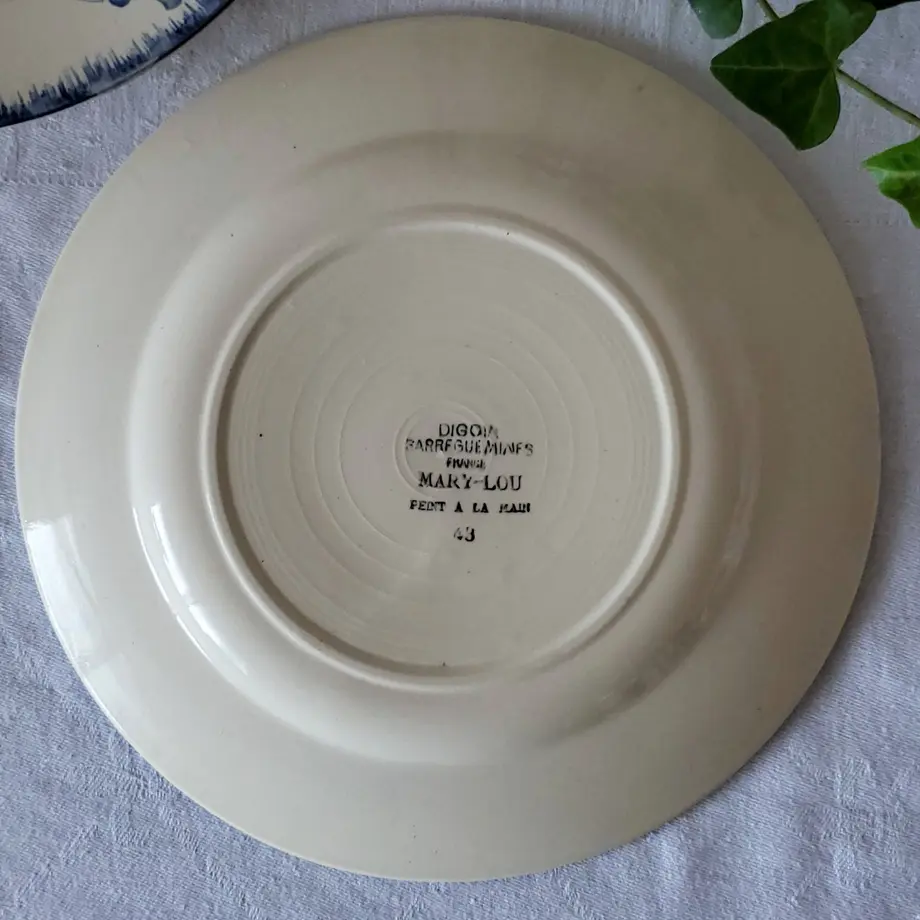 DIGOIN
SARREGUEMINES
FRANCE
MARY-LOU
PEINT A LA MAIN
43